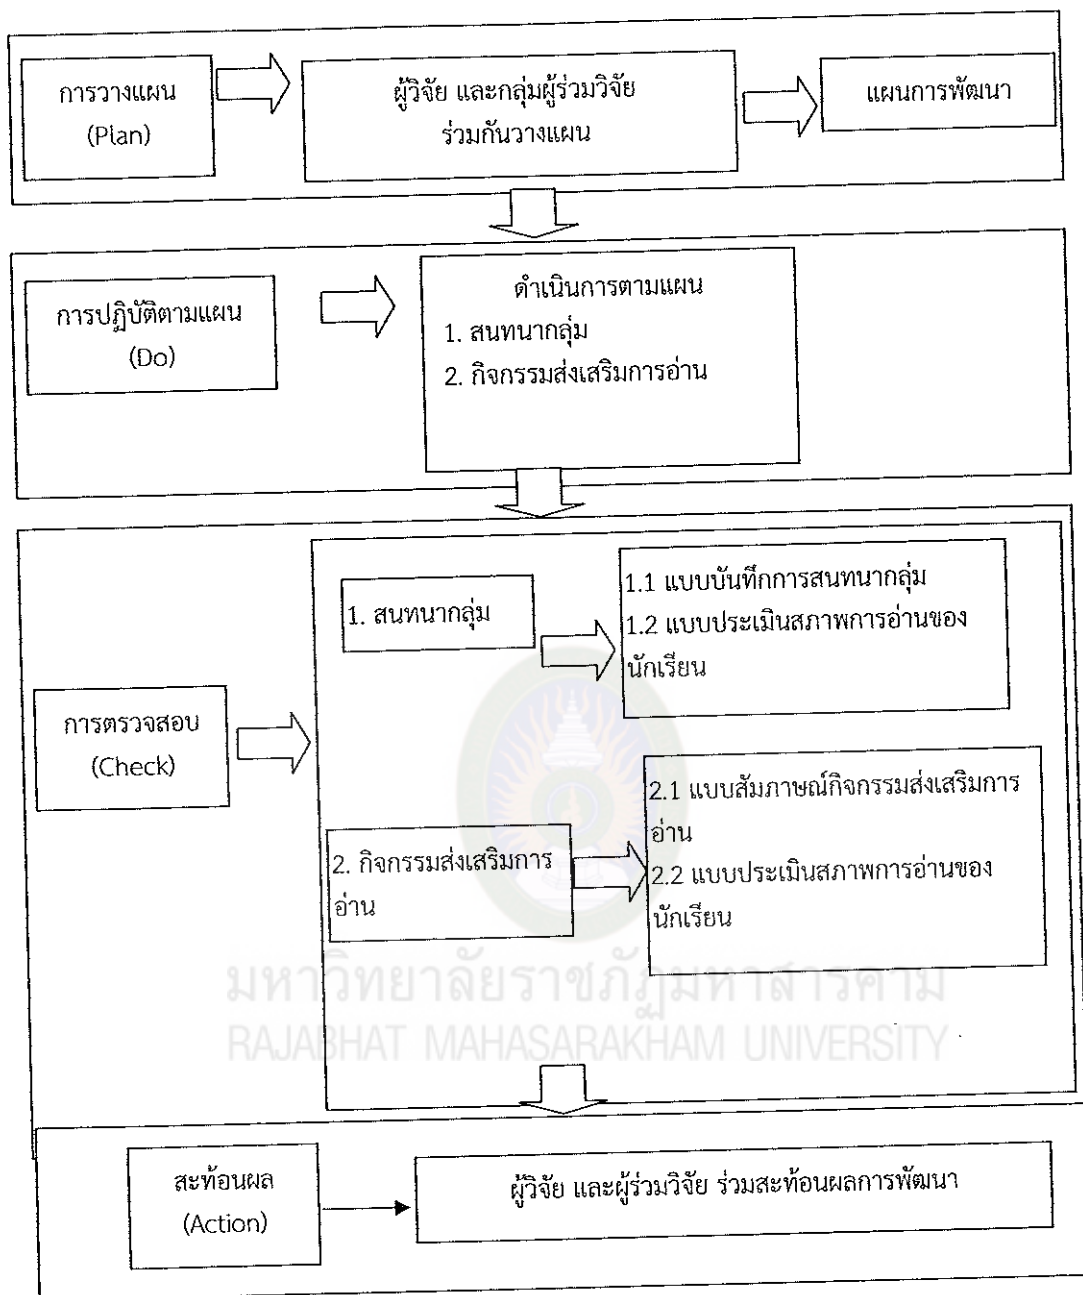 การวางแผน
(Plan)
ผู้วิจัย และกลุ่มผู้ร่วมวิจัย
ร่วมกันวางแผน
แผนการพัฒนา
การปฏิบัติตามแผน
(Do)
ดำเนินการตามแผน
1. สนทนากลุ่ม
2. กิจกรรมส่งเสริมการอ่าน
การตรวจสอบ
(Check)
1. สนทนากลุ่ม
1.1 แบบบันทึกการสนทนากลุ่ม
1.2 แบบประเมินสภาพการอ่านของ
นักเรียน
2. กิจกรรมส่งเสริมการ
อ่าน
2.1 แบบสัมภาษณ์กิจกรรมส่งเสริมการ
อ่าน
2.2 แบบประเมินสภาพการอ่านของ
นักเรียน
มหาวิทยาลัยราชภัฏมหาสารคาม
RAJABHAT MAHASARAKHAM UNIVERSITY
สะท้อนผล
(Action)
ผู้วิจัย และผู้ร่วมวิจัย ร่วมสะท้อนผลการพัฒนา